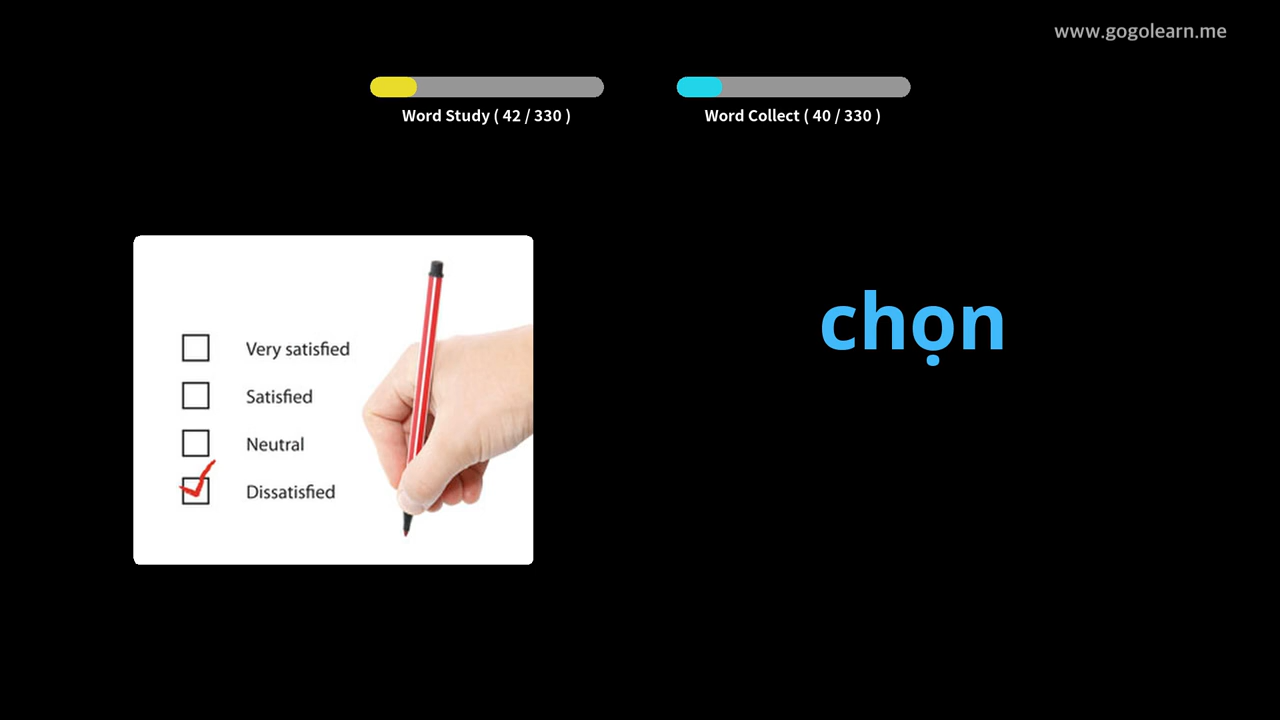 www.gogolearn.me
Word Study ( 42 / 330 )
Word Collect ( 40 / 330 )
Very satisfied
Satisfied
Neutral
Dissatisfied
chọn